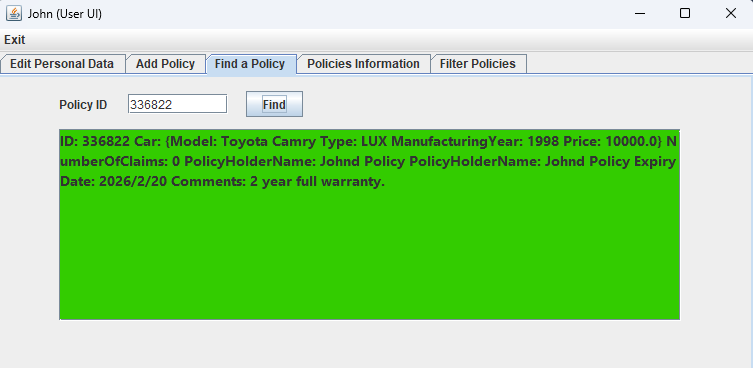 John (User UI)
Exit
Edit Personal Data Add Policy Find a Policy Policies Information Filter Policies
Policy ID 336822 Find
ID: 336822 Car: {Model: Toyota Camry Type: LUX ManufacturingYear: 1998 Price: 10000.0} N
umberOfClaims: 0 PolicyHolderName: Johnd Policy PolicyHolderName: Johnd Policy Expiry
Date: 2026/2/20 Comments: 2 year full warranty.